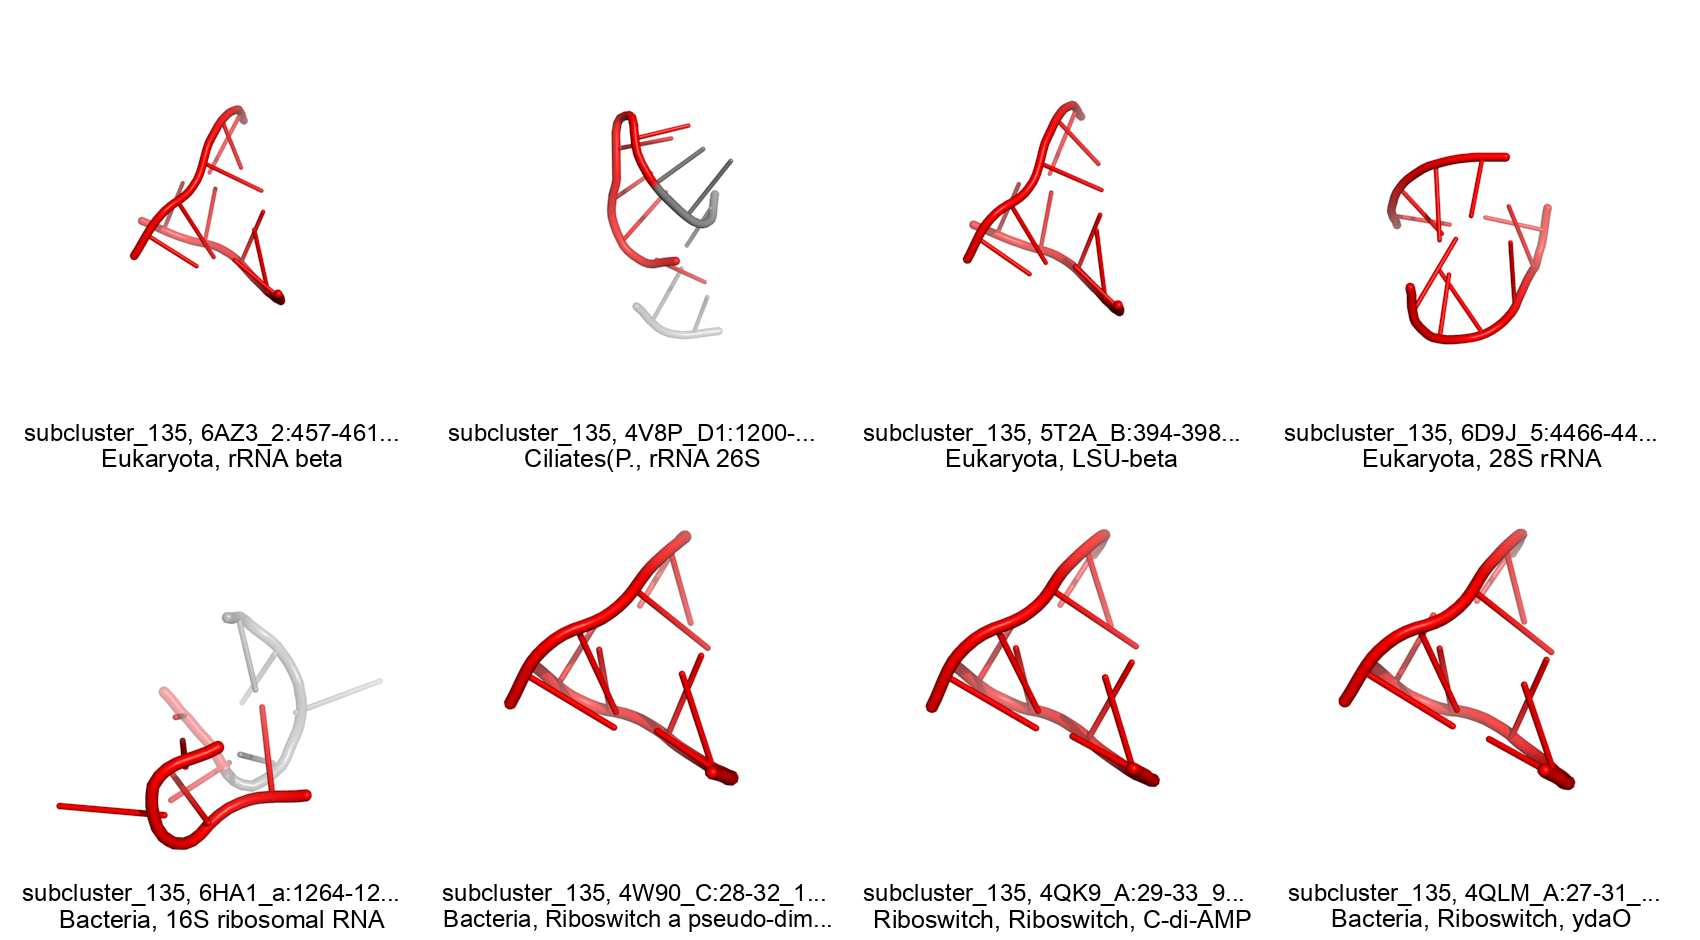 subcluster_135, 6AZ3_2:457-461...
Eukaryota, rRNA beta
subcluster_135, 4V8P_D1:1200-...
Ciliates(P., rRNA 26S
subcluster_135, 5T2A_B:394-398...
Eukaryota, LSU-beta
subcluster_135, 6D9J_5:4466-44...
Eukaryota, 28S rRNA
subcluster_135, 6HA1_a:1264-12...
Bacteria, 16S ribosomal RNA
subcluster_135, 4W90_C:28-32_1...
Bacteria, Riboswitch a pseudo-dim...
subcluster_135, 4QK9_A:29-33_9...
Riboswitch, Riboswitch, C-di-AMP
subcluster_135, 4QLM_A:27-31_...
Bacteria, Riboswitch, ydaO